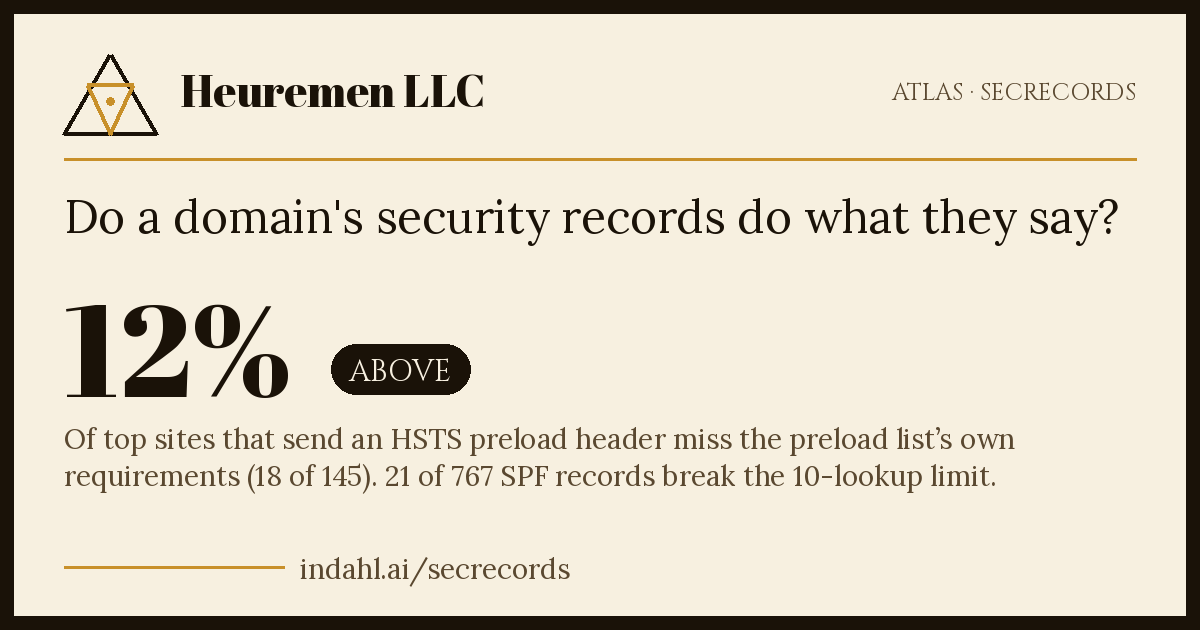 Heuremen LLC
ATLAS · SECRECORDS
Do a domain's security records do what they say?
12%
ABOVE
Of top sites that send an HSTS preload header miss the preload list’s own
requirements (18 of 145). 21 of 767 SPF records break the 10-lookup limit.
indahl.ai/secrecords